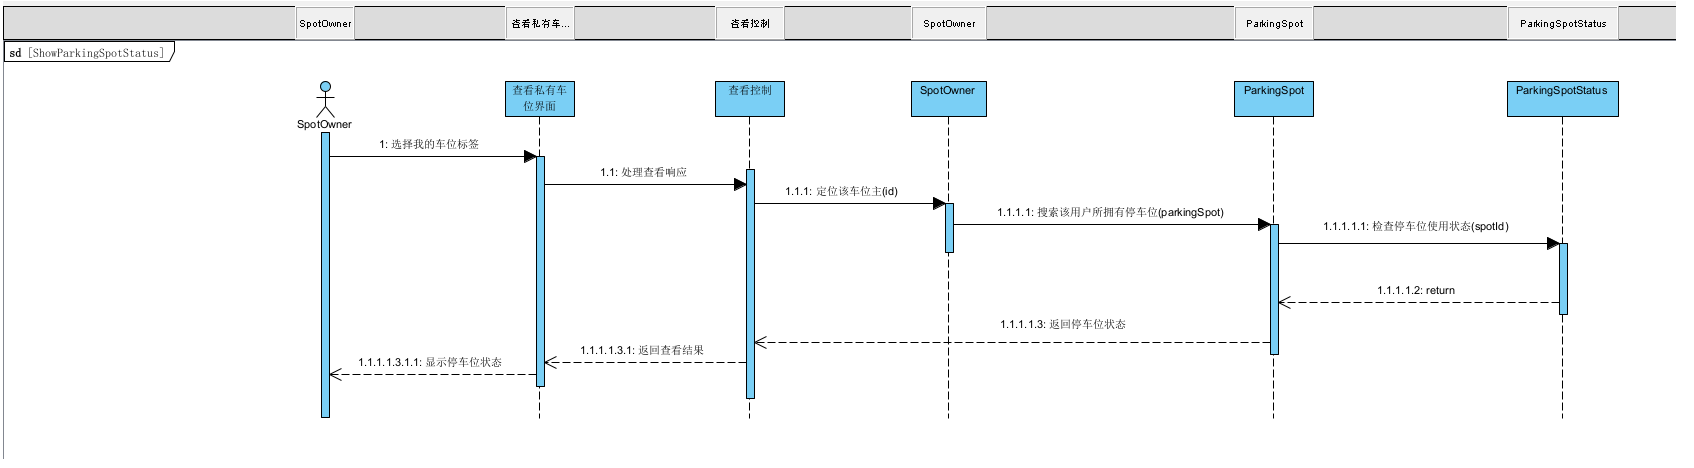 SpotOwner
查看私有车...
查看控制
SpotOwner
ParkingSpot
ParkingSpotStatus
sd [ShowParkingSpotStatus]
SpotOwner
查看私有车
位界面
查看控制
SpotOwner
ParkingSpot
ParkingSpotStatus
1: 选择我的车位标签
1.1: 处理查看响应
1.1.1: 定位该车位主(id)
1.1.1.1: 搜索该用户所拥有停车位(parkingSpot)
1.1.1.1.1: 检查停车位使用状态(spotId)
1.1.1.1.2: return
1.1.1.1.3: 返回停车位状态
1.1.1.1.3.1: 返回查看结果
1.1.1.1.3.1.1: 显示停车位状态